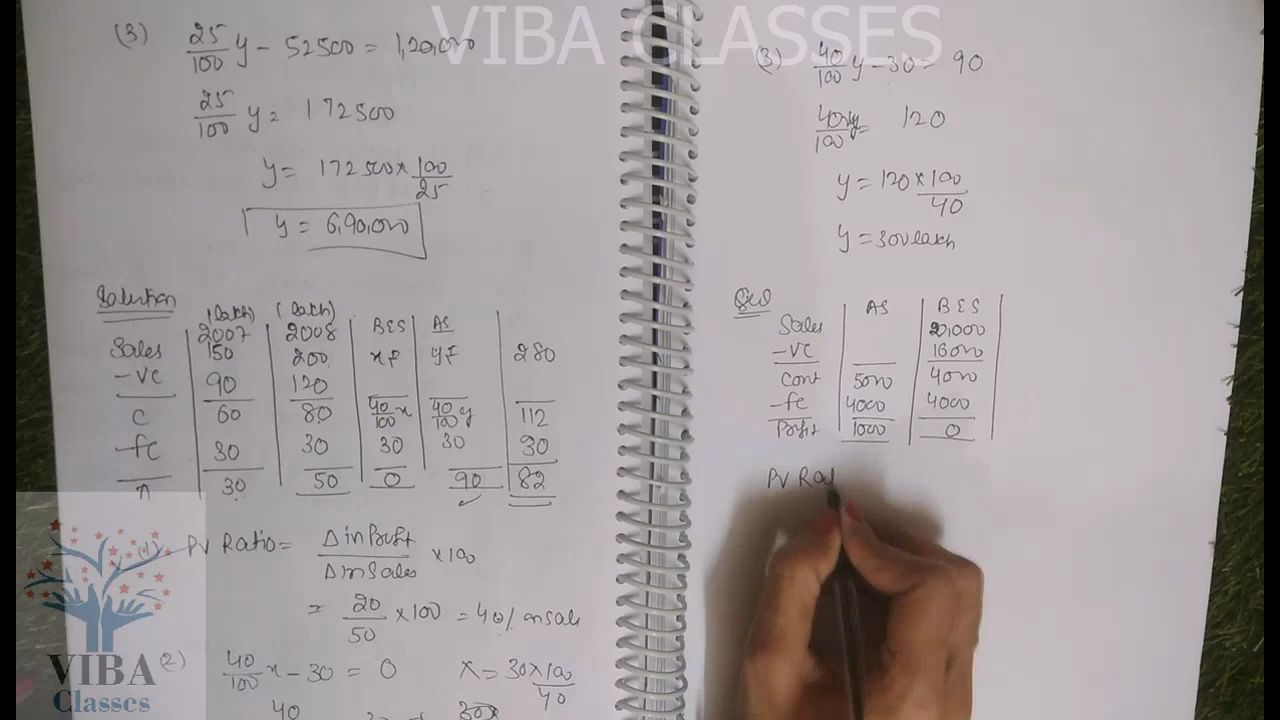 VIBA CLASSES
(3) 25/100 y - 52500 = 1,20,000
25/100 y = 172500
y = 172500 × 100/25
y = 6,90,000
Solution
(Lakh) (Lakh)
2007 2008 BES AS
Sales 150 200 x₹ y₹ 280
- VC 90 120
C 60 80 40/100 x 40/100 y 112
- fC 30 30 30 30 30
π 30 50 0 90 82
(1) PV Ratio = Δ in Profit / Δ in Sales × 100
= 20/50 × 100 = 40% on sale
(2) 40/100 x - 30 = 0 x = 30×100/40
40
(3) 40/100 y - 30 = 90
40y/100 = 120
y = 120 × 100/40
y = 300 lakh
Sol
AS BES
Sales 20,000
- VC 16000
Cont 5000 4000
- fc 4000 4000
Profit 1000 0
PV Rat
VIBA
Classes